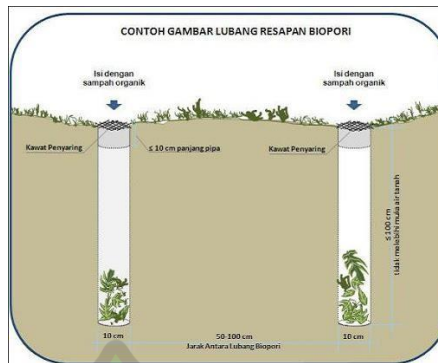 CONTOH GAMBAR LUBANG RESAPAN BIOPORI
Isi dengan
sampah organik
Isi dengan
sampah organik
Kawat Penyaring
≤ 10 cm panjang pipa
Kawat Penyaring
≤ 100 cm
tidak melebihi muka air tanah
10 cm
50-100 cm
10 cm
Jarak Antara Lubang Biopori